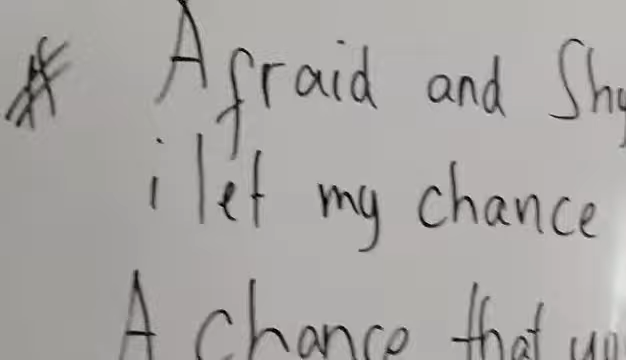 # Afraid and Shy
i let my chance
A chance that